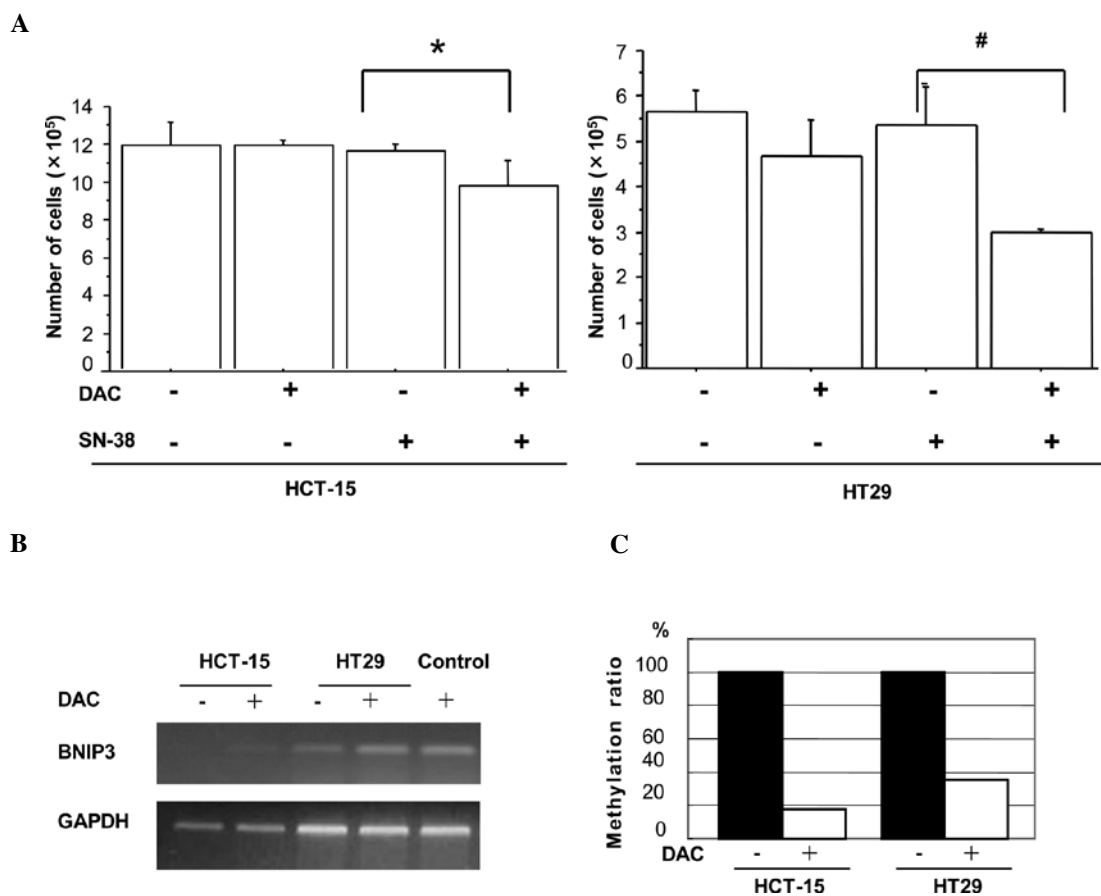 A
*
#
Number of cells (×10⁵)
14
12
10
8
6
4
2
0
DAC - + - +
SN-38 - - + +
HCT-15
Number of cells (×10⁵)
7
6
5
4
3
2
1
0
- + - +
- - + +
HT29
B
HCT-15 HT29 Control
DAC - + - + +
BNIP3
GAPDH
C
%
Methylation ratio
100
80
60
40
20
0
DAC - + - +
HCT-15 HT29